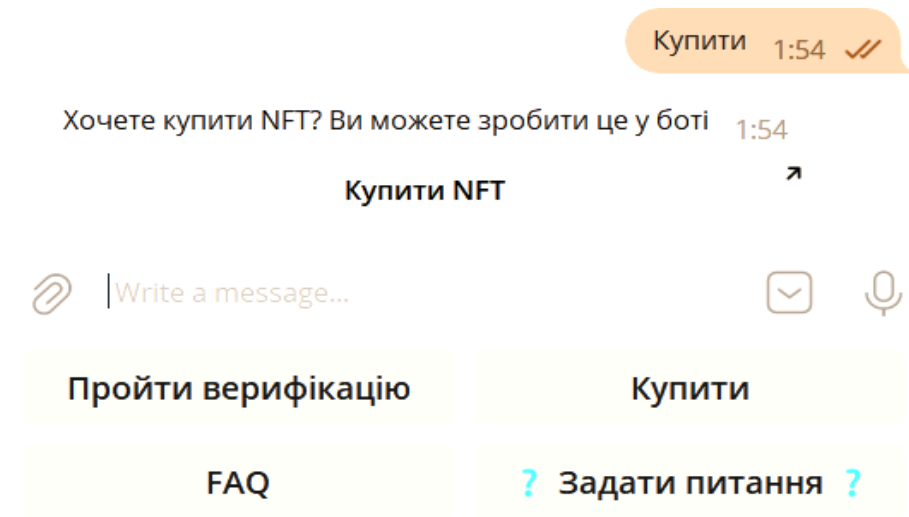 Купити 1:54
Хочете купити NFT? Ви можете зробити це у боті 1:54
Купити NFT
Write a message...
Пройти верифікацію Купити
FAQ ? Задати питання ?